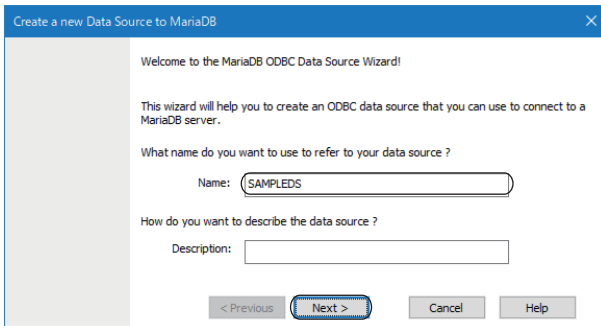 Create a new Data Source to MariaDB
Welcome to the MariaDB ODBC Data Source Wizard!
This wizard will help you to create an ODBC data source that you can use to connect to a
MariaDB server.
What name do you want to use to refer to your data source ?
Name: SAMPLEDS
How do you want to describe the data source ?
Description:
< Previous Next > Cancel Help